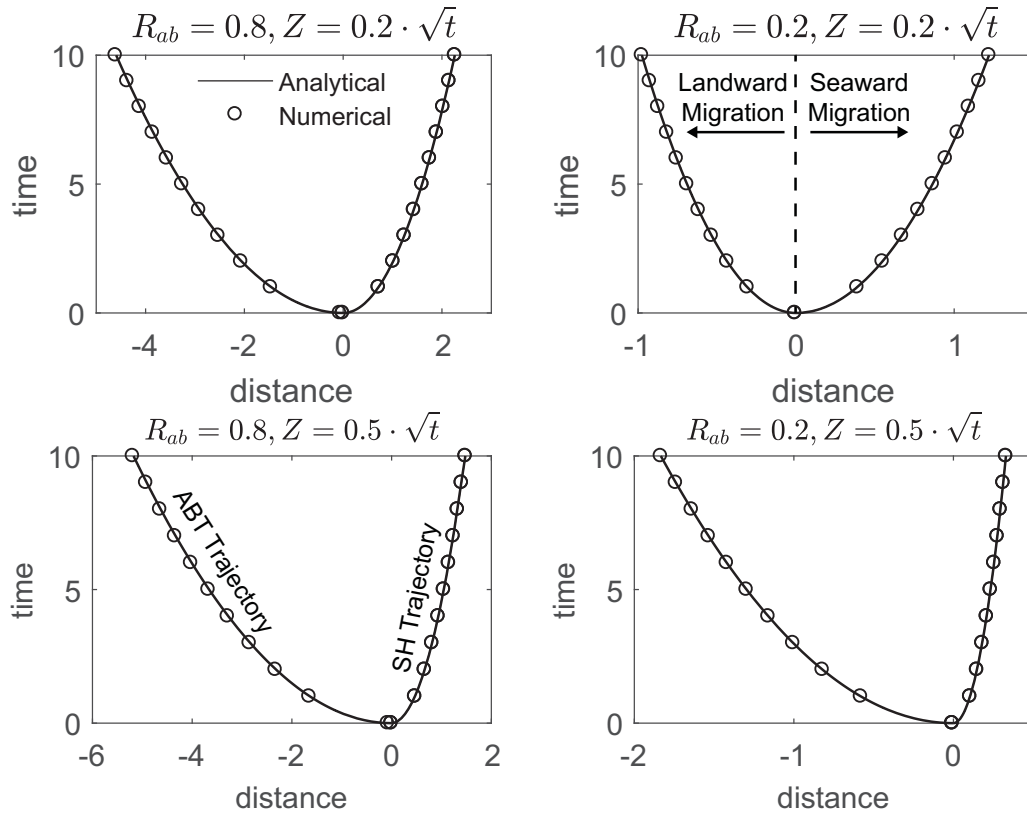 R_ab = 0.8, Z = 0.2 · √t
10
5
0
time
-4
-2
0
2
distance
Analytical
Numerical
R_ab = 0.2, Z = 0.2 · √t
10
5
0
time
-1
0
1
distance
Landward
Migration
Seaward
Migration
R_ab = 0.8, Z = 0.5 · √t
10
5
0
time
-6
-4
-2
0
2
distance
ABT Trajectory
SH Trajectory
R_ab = 0.2, Z = 0.5 · √t
10
5
0
time
-2
-1
0
distance